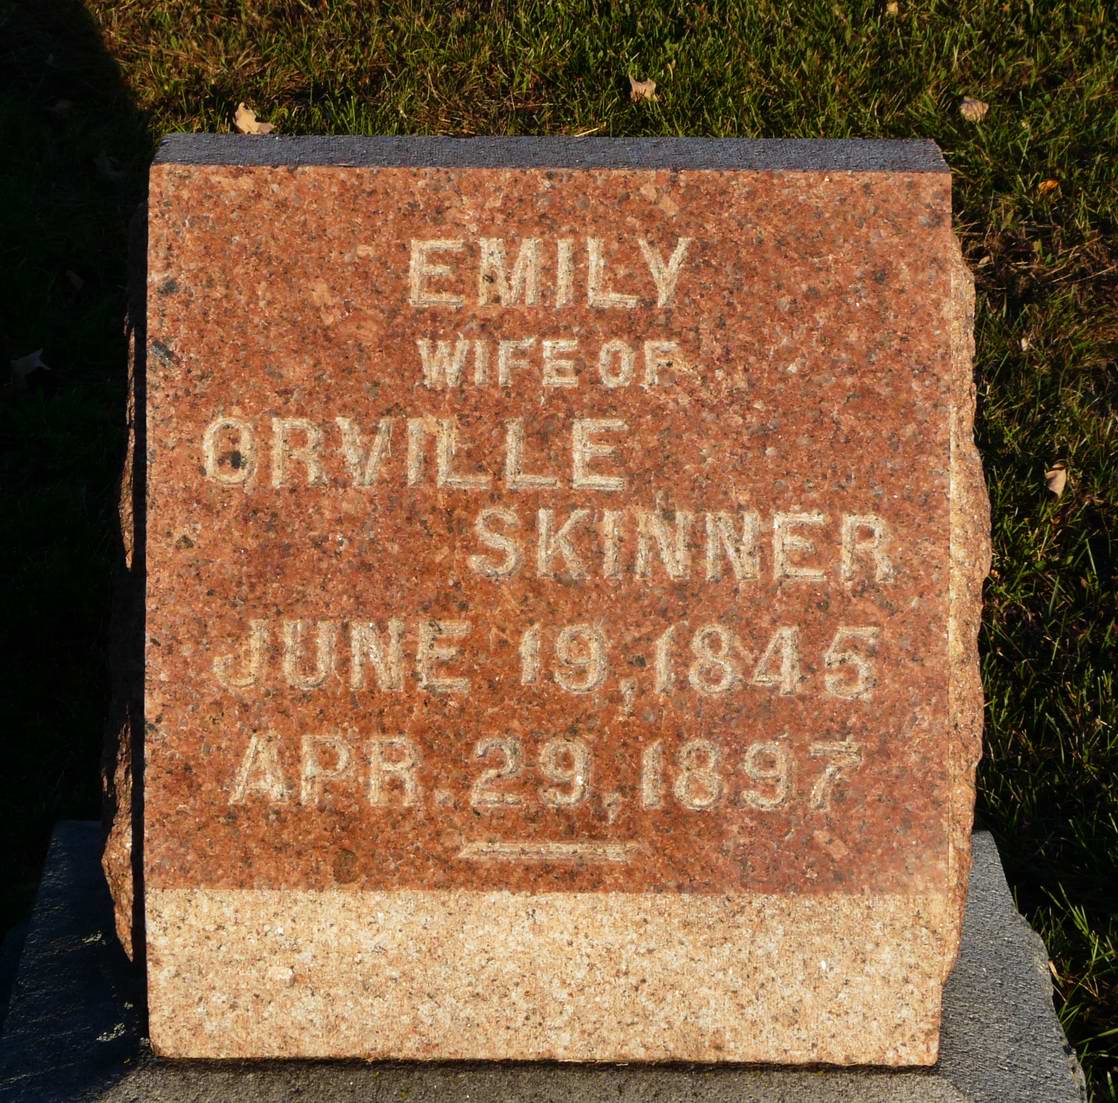 EMILY
WIFE OF
ORVILLE
SKINNER
JUNE 19, 1845
APR. 29, 1897